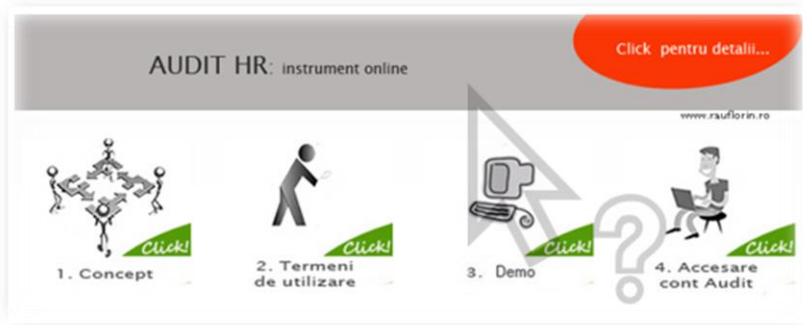 AUDIT HR: instrument online
Click pentru detalii...
www.rauflorin.ro
Click!
1. Concept
Click!
2. Termeni
de utilizare
Click!
3. Demo
?
Click!
4. Accesare
cont Audit